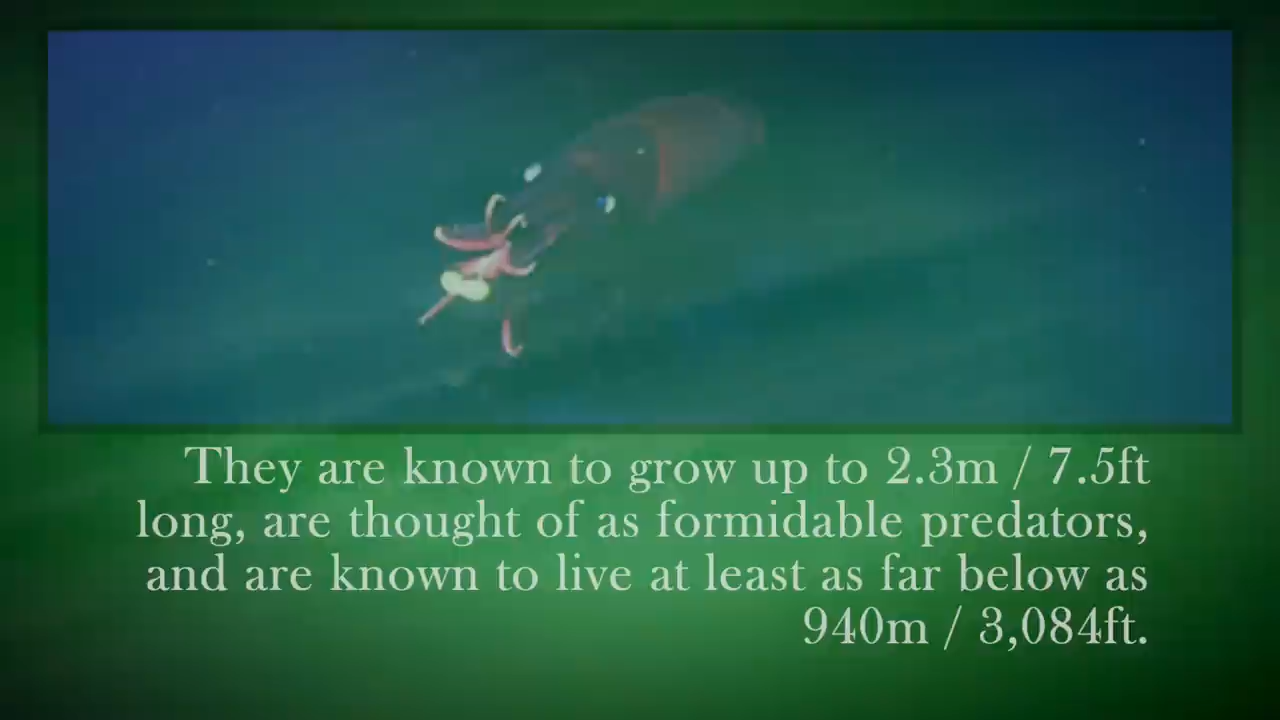 They are known to grow up to 2.3m / 7.5ft
long, are thought of as formidable predators,
and are known to live at least as far below as
940m / 3,084ft.